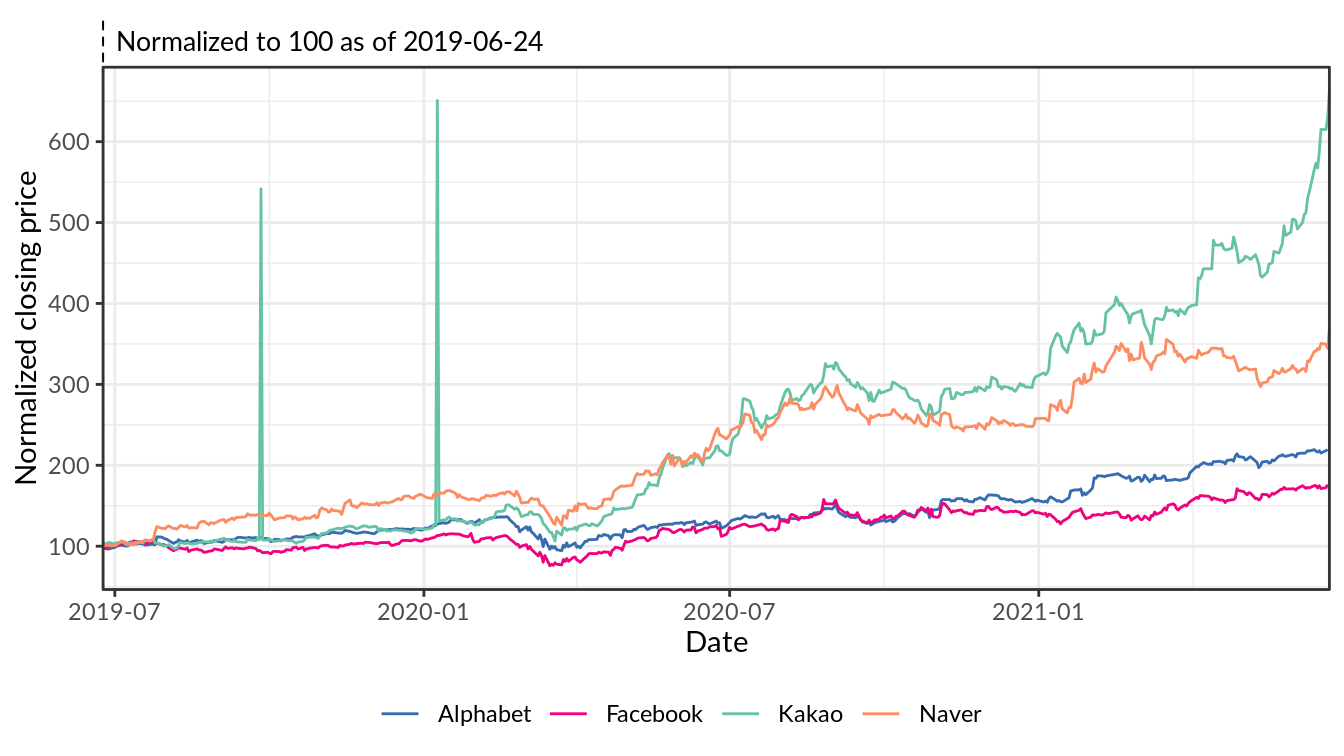 Normalized to 100 as of 2019-06-24
Normalized closing price
600
500
400
300
200
100
2019-07 2020-01 2020-07 2021-01
Date
Alphabet Facebook Kakao Naver